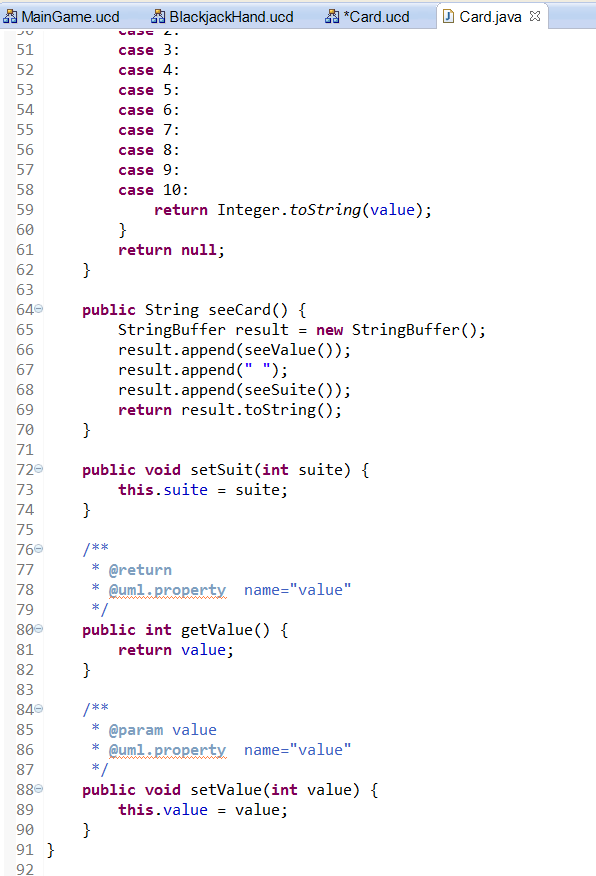 MainGame.ucd BlackjackHand.ucd *Card.ucd Card.java
50 case 2:
51 case 3:
52 case 4:
53 case 5:
54 case 6:
55 case 7:
56 case 8:
57 case 9:
58 case 10:
59 return Integer.toString(value);
60 }
61 return null;
62 }
63
64 public String seeCard() {
65 StringBuffer result = new StringBuffer();
66 result.append(seeValue());
67 result.append(" ");
68 result.append(seeSuite());
69 return result.toString();
70 }
71
72 public void setSuit(int suite) {
73 this.suite = suite;
74 }
75
76 /**
77 * @return
78 * @uml.property  name="value"
79 */
80 public int getValue() {
81 return value;
82 }
83
84 /**
85 * @param value
86 * @uml.property  name="value"
87 */
88 public void setValue(int value) {
89 this.value = value;
90 }
91 }
92